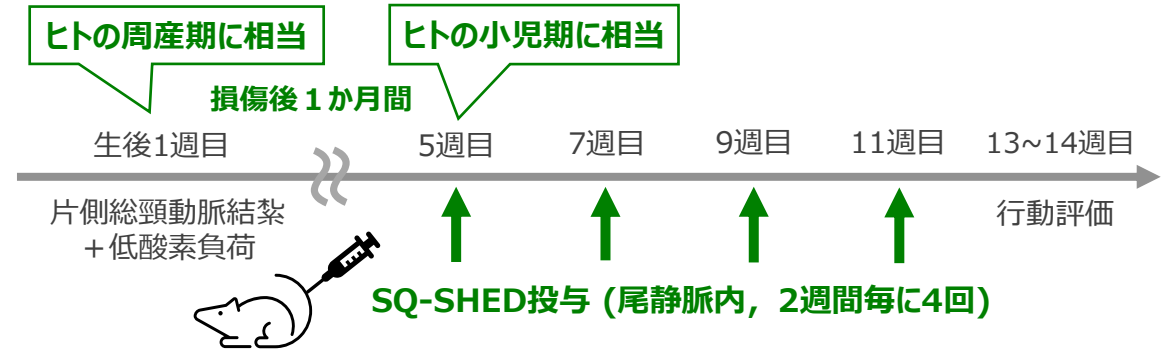 ヒトの周産期に相当
ヒトの小児期に相当
損傷後１か月間
生後1週目
5週目
7週目
9週目
11週目
13~14週目
片側総頸動脈結紮
＋低酸素負荷
行動評価
SQ-SHED投与 (尾静脈内，2週間毎に4回)